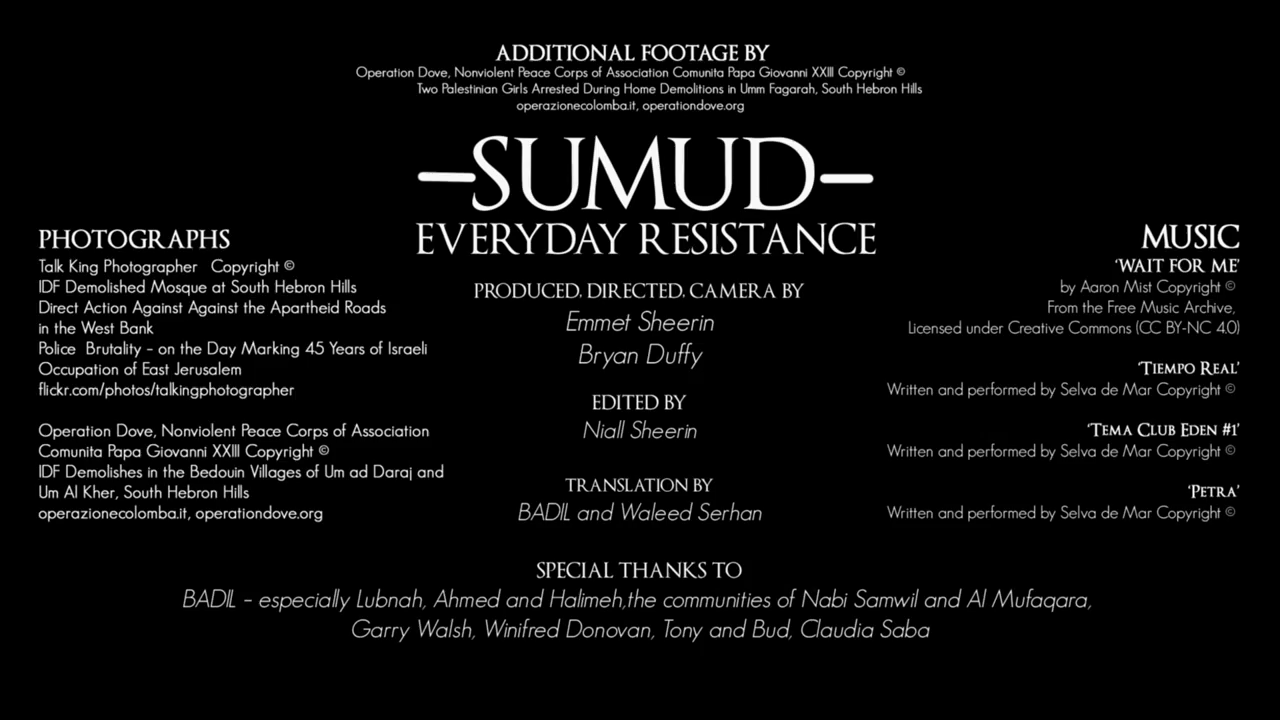 ADDITIONAL FOOTAGE BY
Operation Dove, Nonviolent Peace Corps of Association Comunita Papa Giovanni XXIII Copyright ©
Two Palestinian Girls Arrested During Home Demolitions in Umm Fagarah, South Hebron Hills
operazionecolomba.it, operationdove.org
–SUMUD–
EVERYDAY RESISTANCE
PRODUCED, DIRECTED, CAMERA BY
Emmet Sheerin
Bryan Duffy
EDITED BY
Niall Sheerin
TRANSLATION BY
BADIL and Waleed Serhan
PHOTOGRAPHS
Talk King Photographer Copyright ©
IDF Demolished Mosque at South Hebron Hills
Direct Action Against Against the Apartheid Roads
in the West Bank
Police Brutality – on the Day Marking 45 Years of Israeli
Occupation of East Jerusalem
flickr.com/photos/talkingphotographer
Operation Dove, Nonviolent Peace Corps of Association
Comunita Papa Giovanni XXIII Copyright ©
IDF Demolishes in the Bedouin Villages of Um ad Daraj and
Um Al Kher, South Hebron Hills
operazionecolomba.it, operationdove.org
MUSIC
‘WAIT FOR ME’
by Aaron Mist Copyright ©
From the Free Music Archive,
Licensed under Creative Commons (CC BY-NC 4.0)
‘TIEMPO REAL’
Written and performed by Selva de Mar Copyright ©
‘TEMA CLUB EDEN #1’
Written and performed by Selva de Mar Copyright ©
‘PETRA’
Written and performed by Selva de Mar Copyright ©
SPECIAL THANKS TO
BADIL – especially Lubnah, Ahmed and Halimeh,the communities of Nabi Samwil and Al Mufaqara,
Garry Walsh, Winifred Donovan, Tony and Bud, Claudia Saba